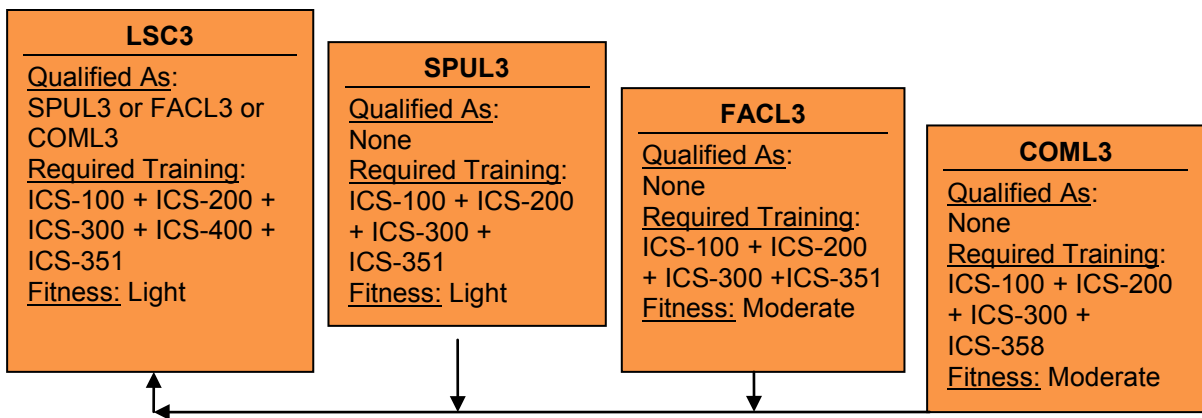 LSC3
Qualified As:
SPUL3 or FACL3 or
COML3
Required Training:
ICS-100 + ICS-200 +
ICS-300 + ICS-400 +
ICS-351
Fitness: Light
SPUL3
Qualified As:
None
Required Training:
ICS-100 + ICS-200
+ ICS-300 +
ICS-351
Fitness: Light
FACL3
Qualified As:
None
Required Training:
ICS-100 + ICS-200
+ ICS-300 +ICS-351
Fitness: Moderate
COML3
Qualified As:
None
Required Training:
ICS-100 + ICS-200
+ ICS-300 +
ICS-358
Fitness: Moderate